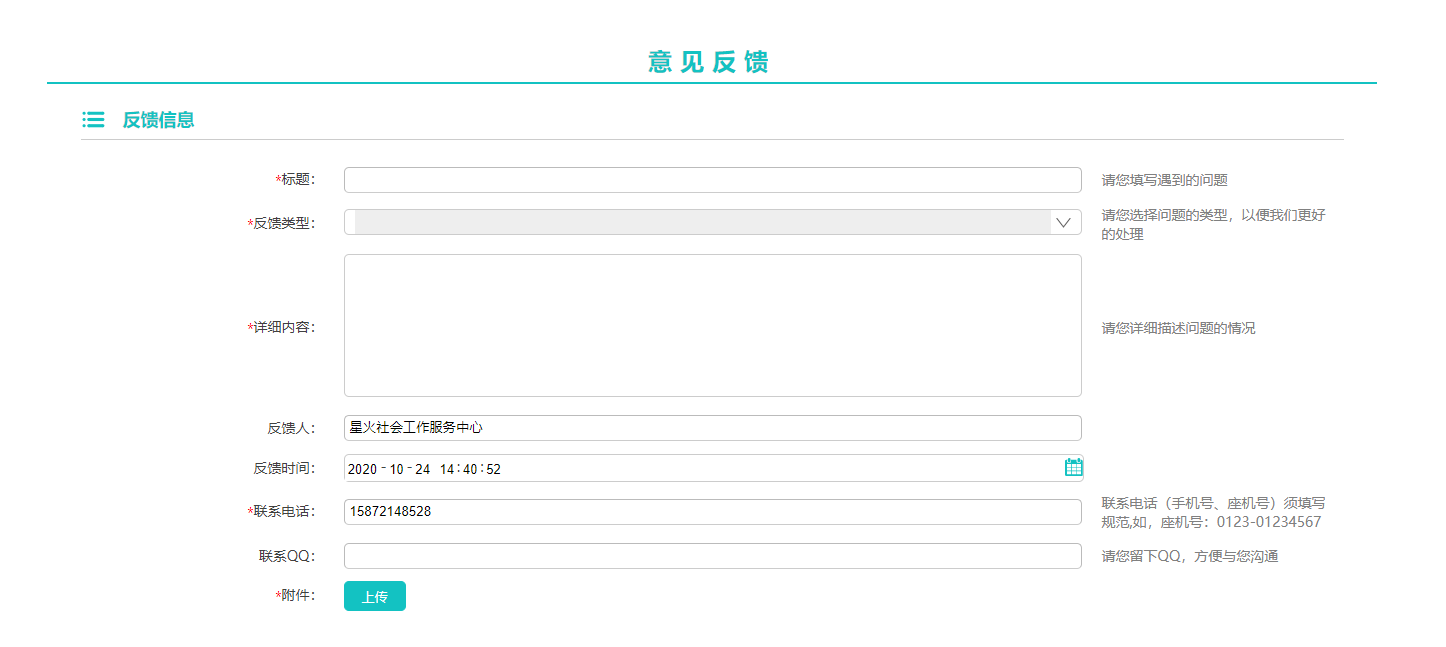 意见反馈
反馈信息
*标题：
请您填写遇到的问题
*反馈类型：
请您选择问题的类型，以便我们更好
的处理
*详细内容：
请您详细描述问题的情况
反馈人：
星火社会工作服务中心
反馈时间：
2020-10-24 14:40:52
*联系电话：
15872148528
联系电话（手机号、座机号）须填写
规范,如，座机号：0123-01234567
联系QQ：
请您留下QQ，方便与您沟通
*附件：
上传